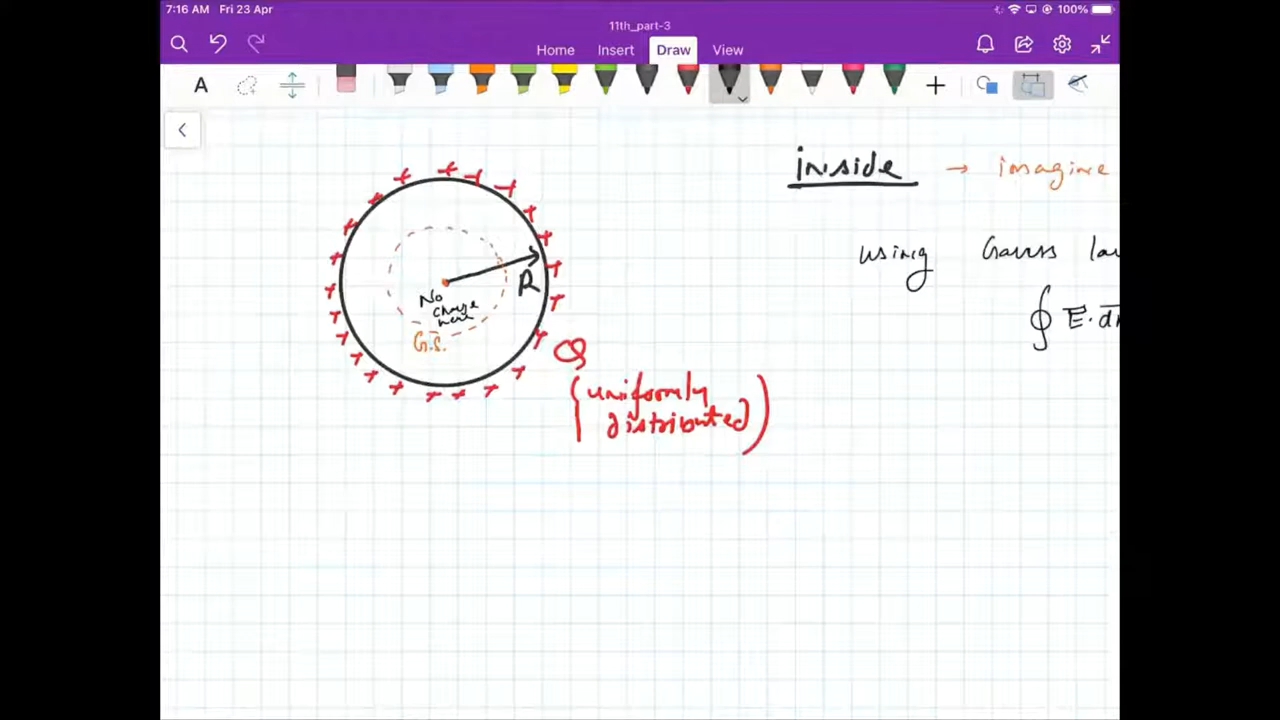 7:16 AM Fri 23 Apr
100%
11th_part-3
Home Insert Draw View
A
inside → imagine
using Gauss
∮ E.
R
No
charge
here
G.S.
Q
(uniformly
distributed)